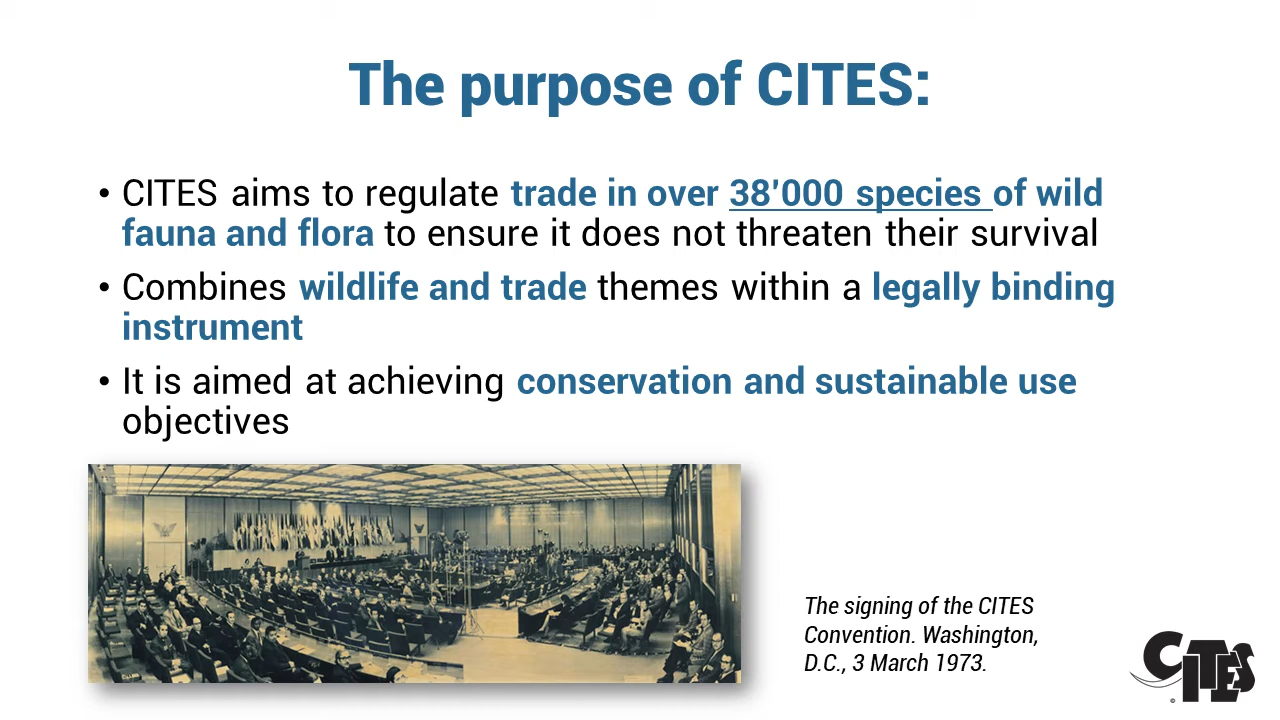 The purpose of CITES:
• CITES aims to regulate trade in over 38’000 species of wild
fauna and flora to ensure it does not threaten their survival
• Combines wildlife and trade themes within a legally binding
instrument
• It is aimed at achieving conservation and sustainable use
objectives
The signing of the CITES
Convention. Washington,
D.C., 3 March 1973.
CITES
©